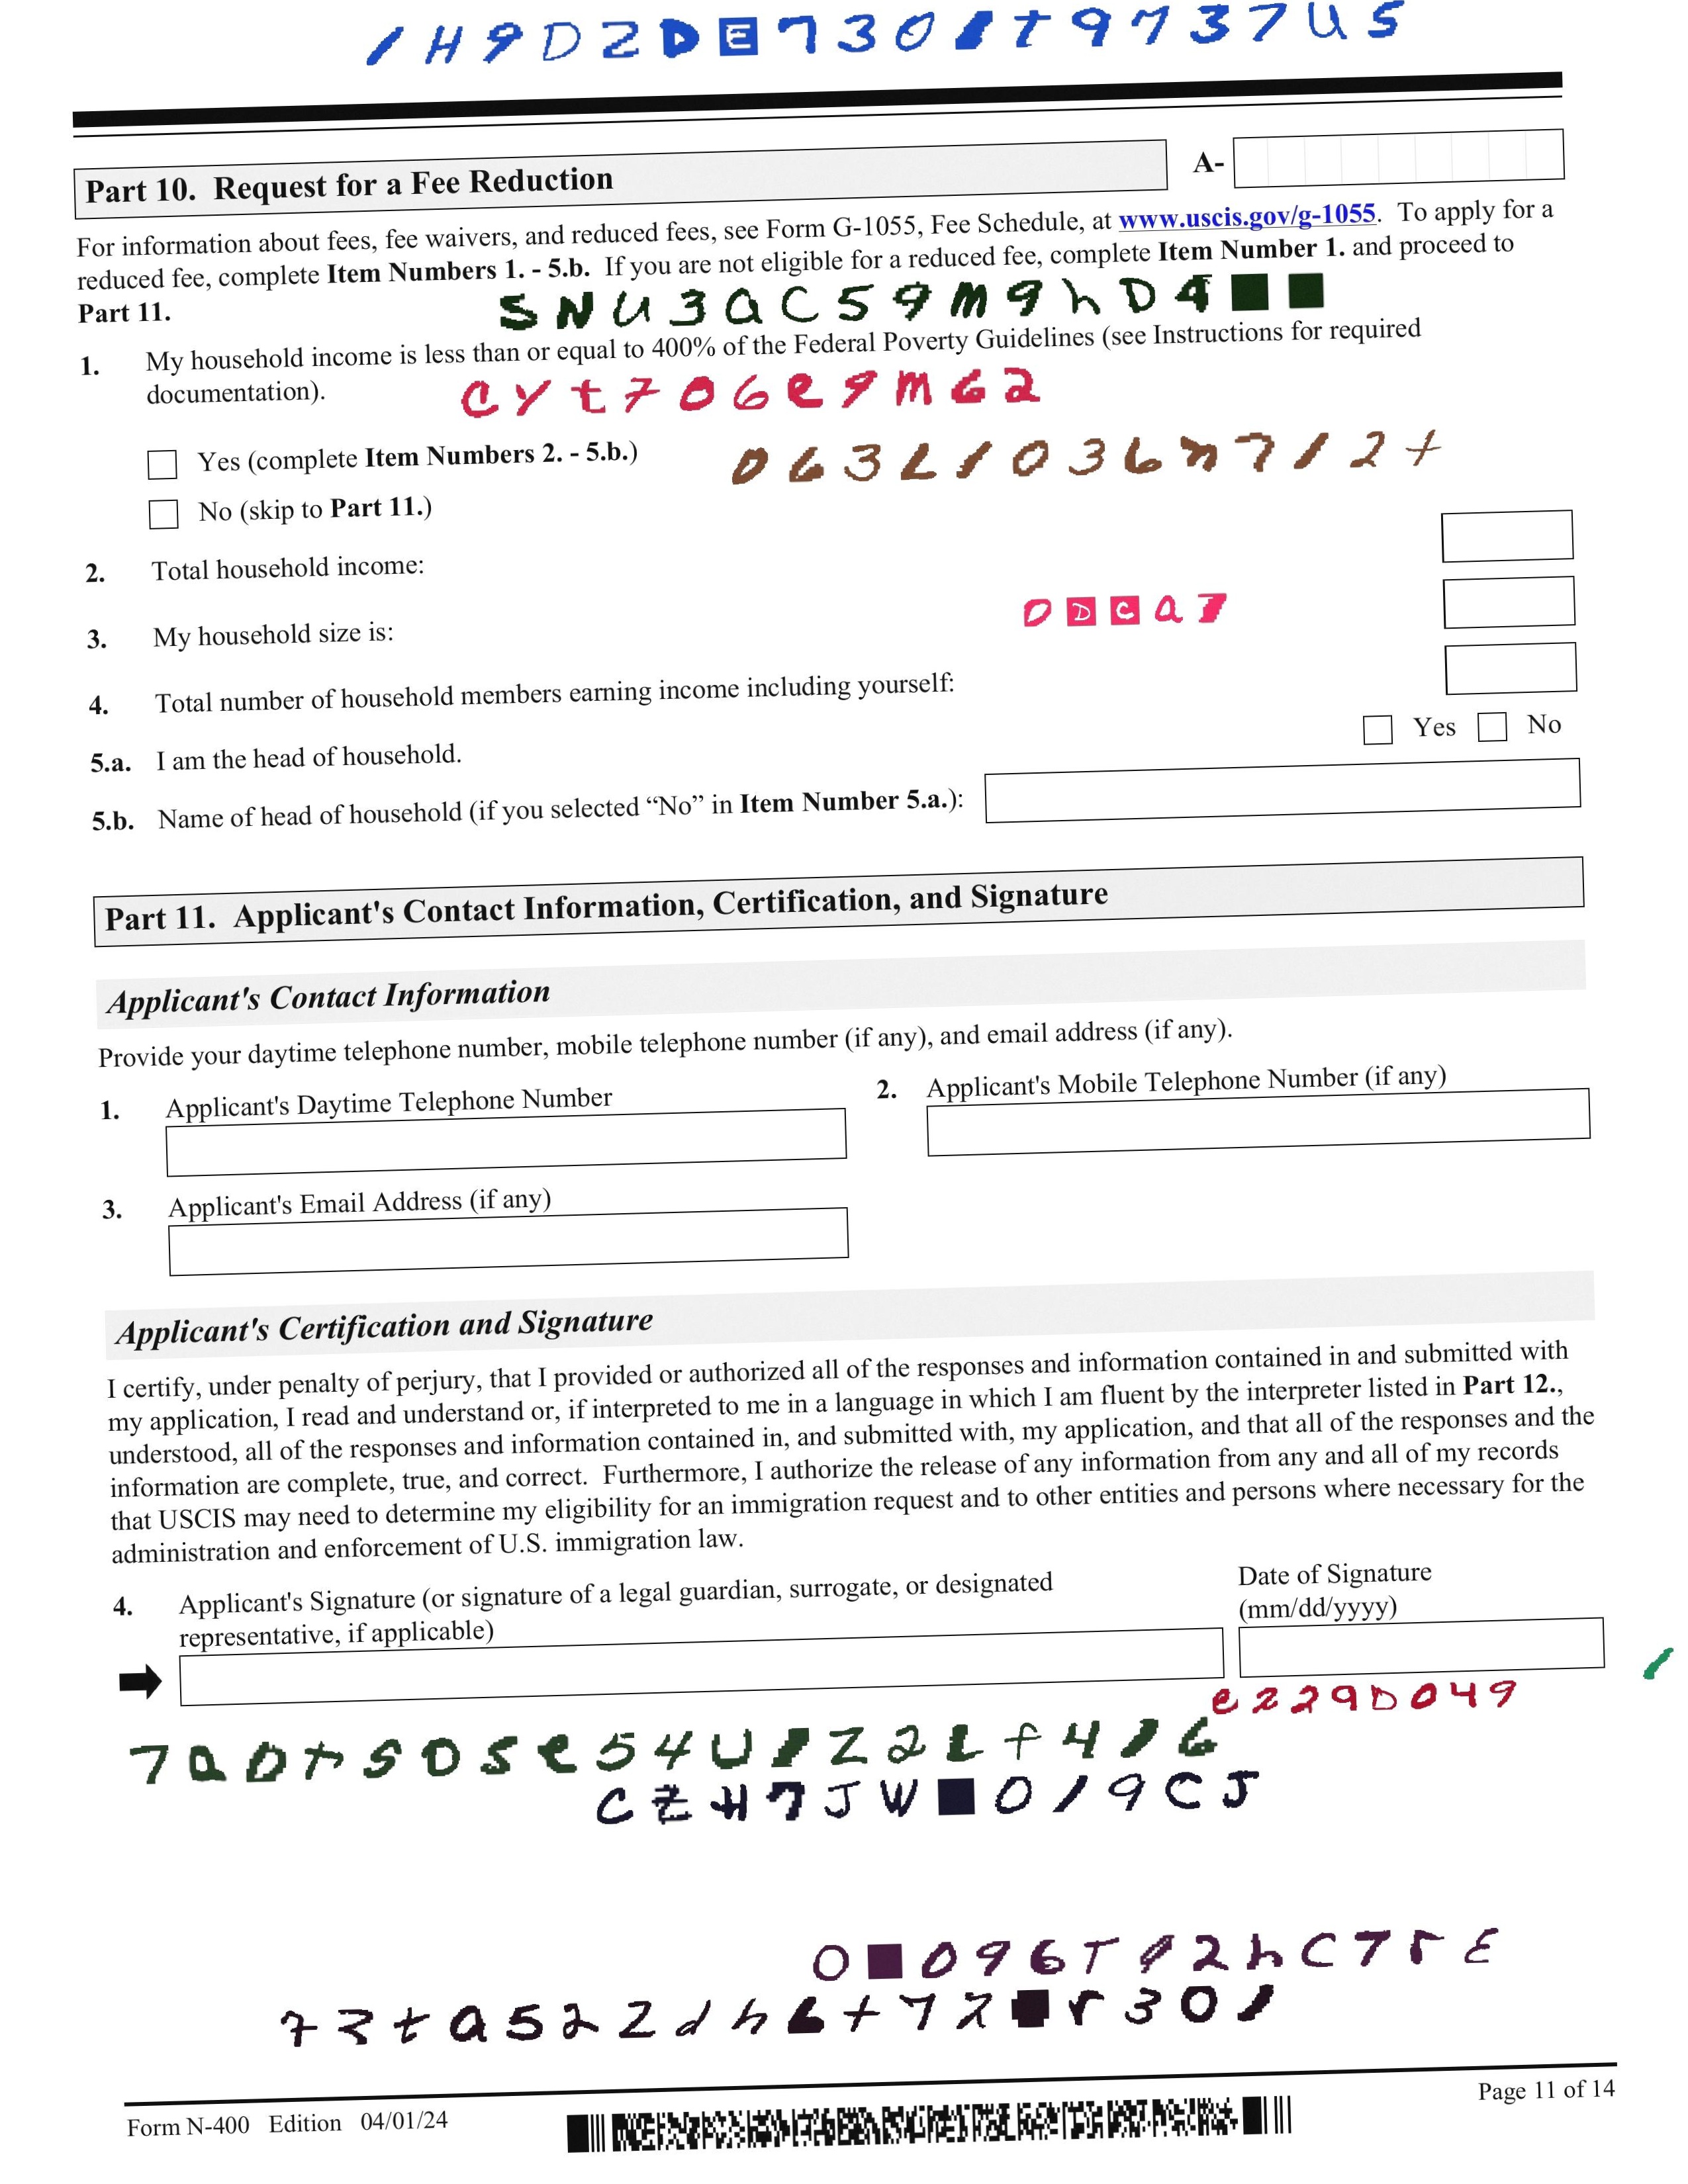 1H9DZDE7301T9737US
Part 10. Request for a Fee Reduction
A-
For information about fees, fee waivers, and reduced fees, see Form G-1055, Fee Schedule, at www.uscis.gov/g-1055. To apply for a
reduced fee, complete Item Numbers 1. - 5.b. If you are not eligible for a reduced fee, complete Item Number 1. and proceed to
Part 11.
1. My household income is less than or equal to 400% of the Federal Poverty Guidelines (see Instructions for required
documentation).
CYt706e9m62
Yes (complete Item Numbers 2. - 5.b.)
No (skip to Part 11.)
2. Total household income:
0DCQ7
3. My household size is:
4. Total number of household members earning income including yourself:
5.a. I am the head of household. Yes No
5.b. Name of head of household (if you selected “No” in Item Number 5.a.):
Part 11. Applicant's Contact Information, Certification, and Signature
Applicant's Contact Information
Provide your daytime telephone number, mobile telephone number (if any), and email address (if any).
1. Applicant's Daytime Telephone Number
2. Applicant's Mobile Telephone Number (if any)
3. Applicant's Email Address (if any)
Applicant's Certification and Signature
I certify, under penalty of perjury, that I provided or authorized all of the responses and information contained in and submitted with
my application, I read and understand or, if interpreted to me in a language in which I am fluent by the interpreter listed in Part 12.,
understood, all of the responses and information contained in, and submitted with, my application, and that all of the responses and the
information are complete, true, and correct. Furthermore, I authorize the release of any information from any and all of my records
that USCIS may need to determine my eligibility for an immigration request and to other entities and persons where necessary for the
administration and enforcement of U.S. immigration law.
4. Applicant's Signature (or signature of a legal guardian, surrogate, or designated
representative, if applicable)
Date of Signature
(mm/dd/yyyy)
e229D049
Form N-400 Edition 04/01/24
Page 11 of 14